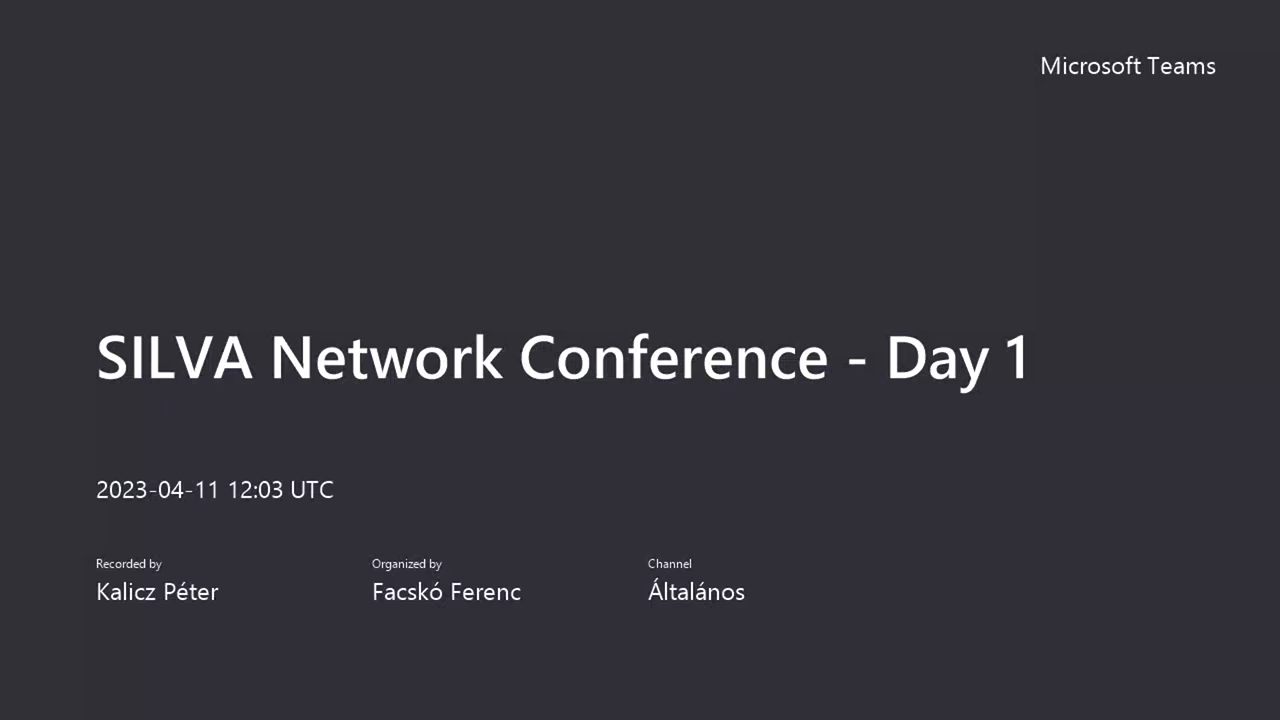 Microsoft Teams
SILVA Network Conference - Day 1
2023-04-11 12:03 UTC
Recorded by
Kalicz Péter
Organized by
Facskó Ferenc
Channel
Általános